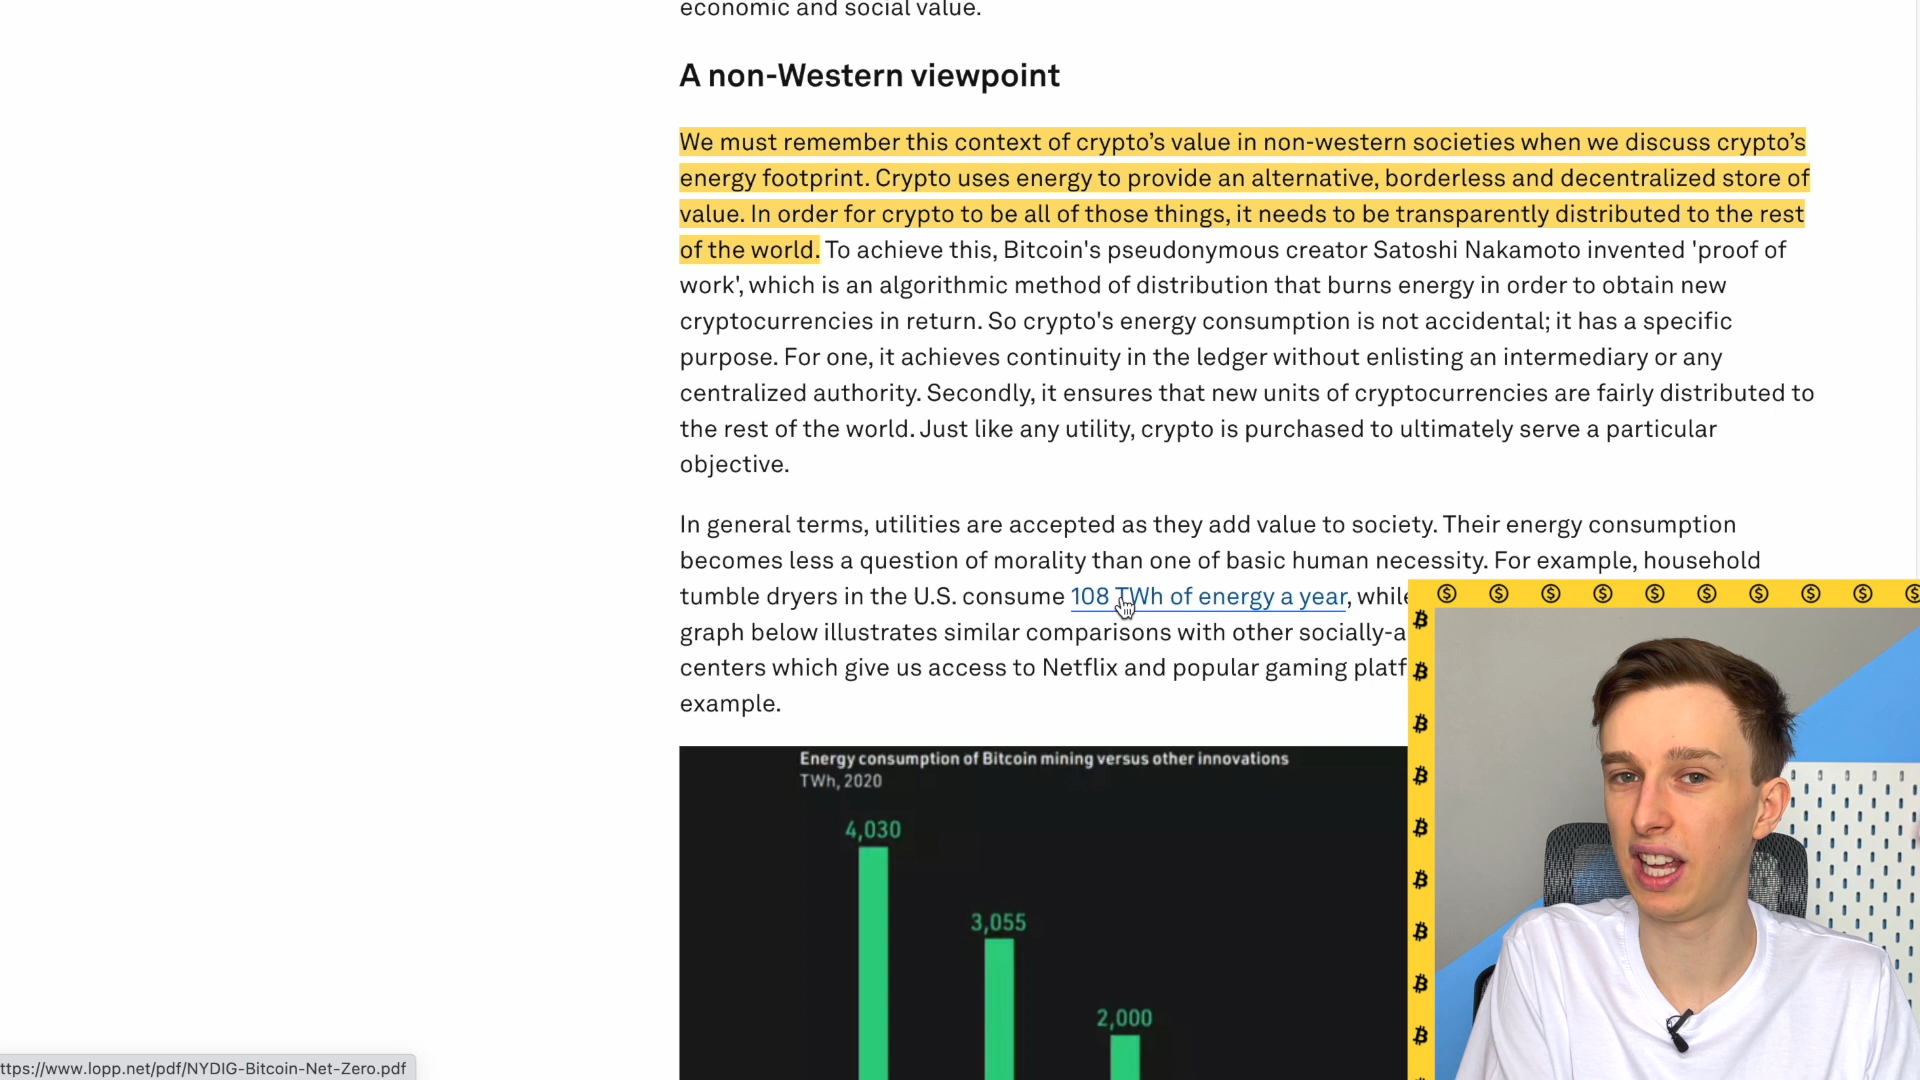 economic and social value.
A non-Western viewpoint
We must remember this context of crypto’s value in non-western societies when we discuss crypto’s
energy footprint. Crypto uses energy to provide an alternative, borderless and decentralized store of
value. In order for crypto to be all of those things, it needs to be transparently distributed to the rest
of the world. To achieve this, Bitcoin's pseudonymous creator Satoshi Nakamoto invented 'proof of
work', which is an algorithmic method of distribution that burns energy in order to obtain new
cryptocurrencies in return. So crypto's energy consumption is not accidental; it has a specific
purpose. For one, it achieves continuity in the ledger without enlisting an intermediary or any
centralized authority. Secondly, it ensures that new units of cryptocurrencies are fairly distributed to
the rest of the world. Just like any utility, crypto is purchased to ultimately serve a particular
objective.
In general terms, utilities are accepted as they add value to society. Their energy consumption
becomes less a question of morality than one of basic human necessity. For example, household
tumble dryers in the U.S. consume 108 TWh of energy a year, while
graph below illustrates similar comparisons with other socially-a
centers which give us access to Netflix and popular gaming platf
example.
Energy consumption of Bitcoin mining versus other innovations
TWh, 2020
4,030
3,055
2,000
ttps://www.lopp.net/pdf/NYDIG-Bitcoin-Net-Zero.pdf